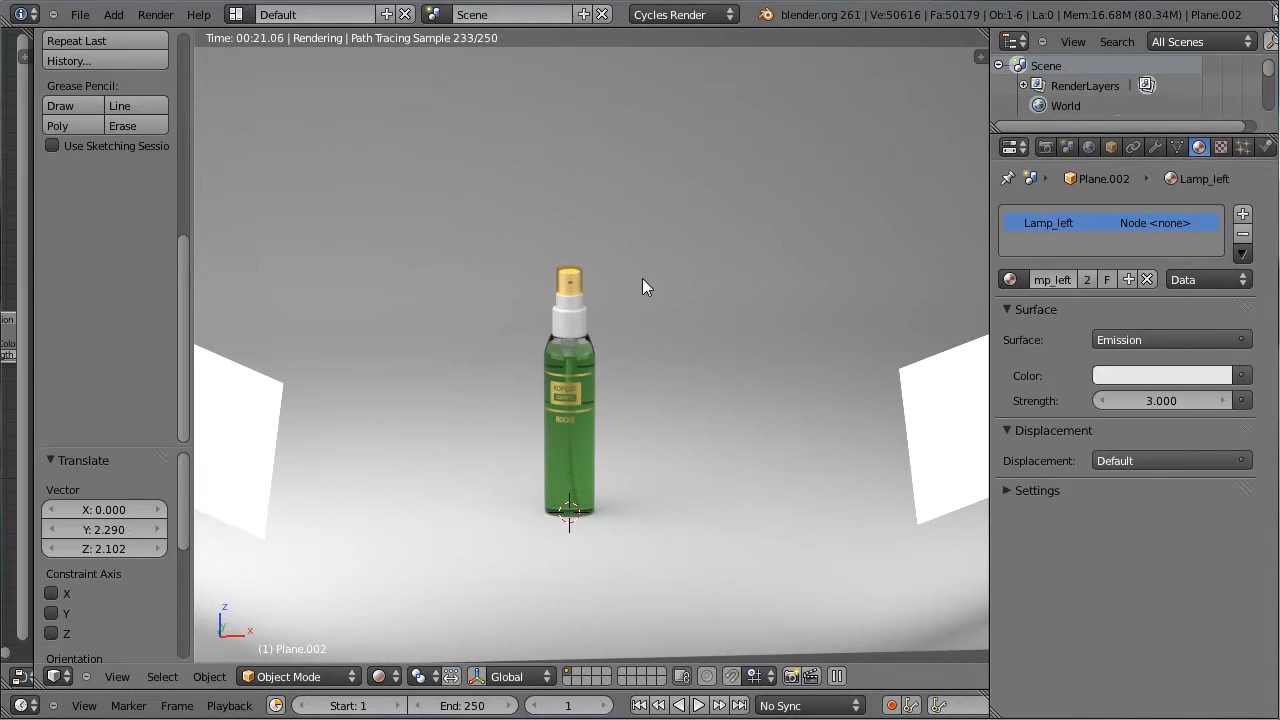 File Add Render Help Default Scene Cycles Render blender.org 261 | Ve:50616 | Fa:50179 | Ob:1-6 | La:0 | Mem:16.68M (80.34M) | Plane.002
Time: 00:21.06 | Rendering | Path Tracing Sample 233/250
View Search All Scenes
Scene
RenderLayers |
World
Repeat Last
History...
Grease Pencil:
Draw Line
Poly Erase
Use Sketching Sessio
Plane.002 Lamp_left
Lamp_left Node <none>
mp_left 2 F Data
Surface
Surface: Emission
Color:
Strength: 3.000
Displacement
Displacement: Default
Settings
ROGLE
Translate
Vector
X: 0.000
Y: 2.290
Z: 2.102
Constraint Axis
X
Y
Z
Orientation
z
y
x
(1) Plane.002
View Select Object Object Mode Global
View Marker Frame Playback Start: 1 End: 250 1 No Sync